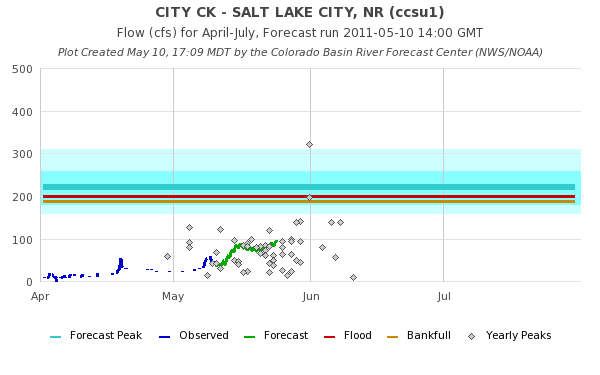 CITY CK - SALT LAKE CITY, NR (ccsu1)
Flow (cfs) for April-July, Forecast run 2011-05-10 14:00 GMT
Plot Created May 10, 17:09 MDT by the Colorado Basin River Forecast Center (NWS/NOAA)
500
400
300
200
100
0
Apr May Jun Jul
Forecast Peak Observed Forecast Flood Bankfull Yearly Peaks